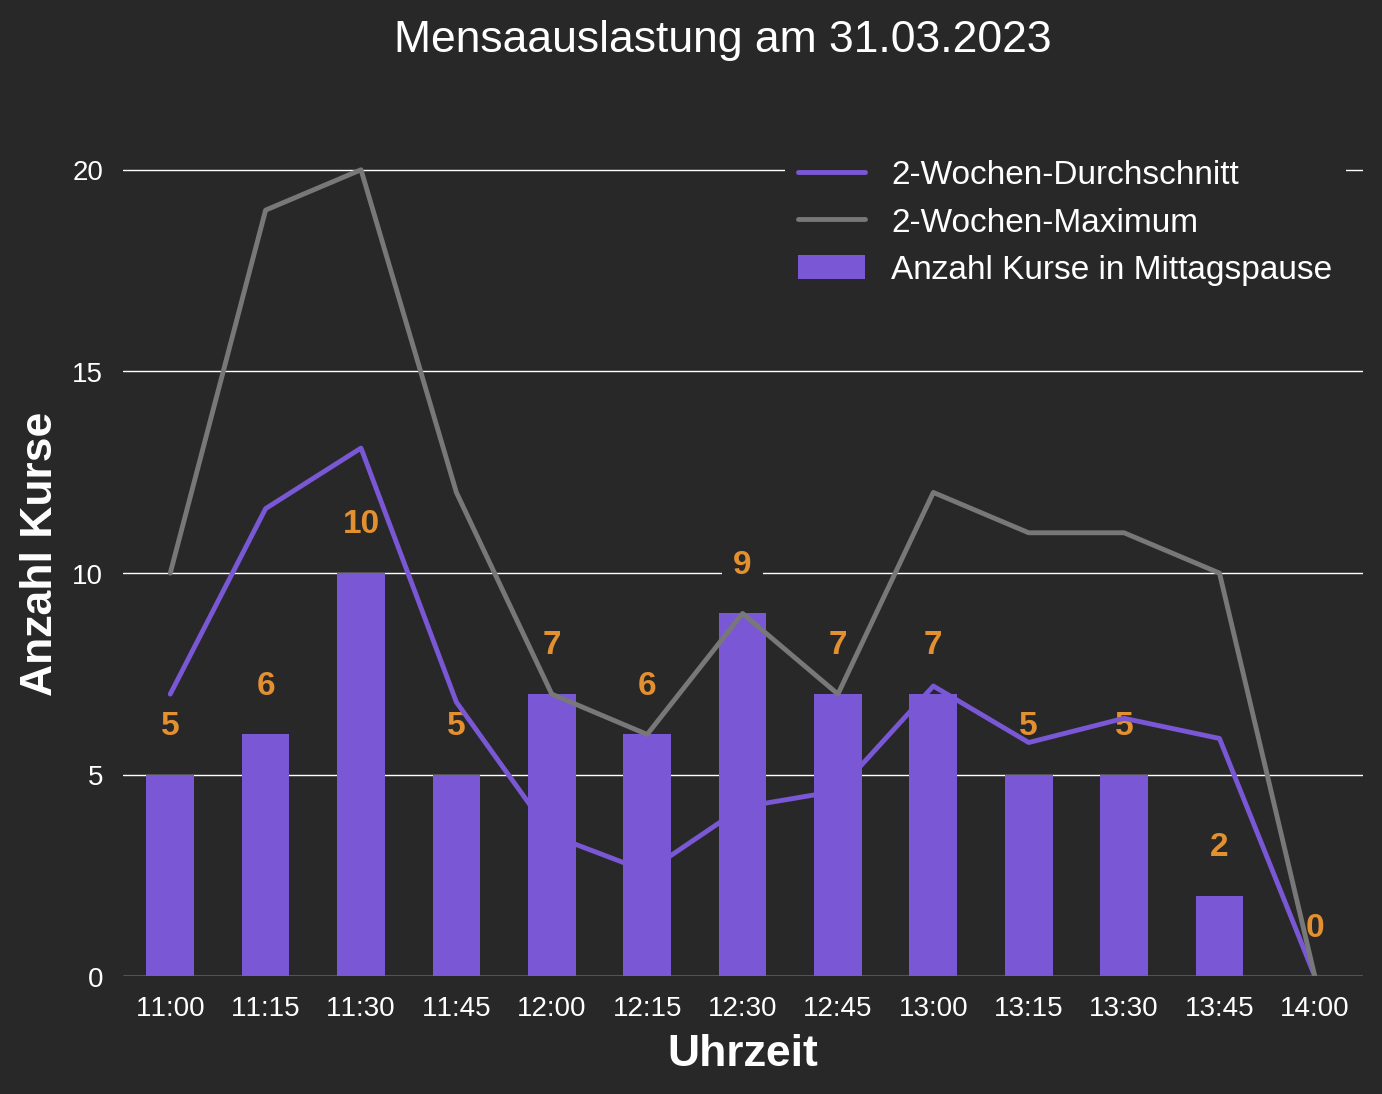 Mensaauslastung am 31.03.2023
2-Wochen-Durchschnitt
2-Wochen-Maximum
Anzahl Kurse in Mittagspause
Anzahl Kurse
20
15
10
5
0
5
6
10
5
7
6
9
7
7
5
5
2
0
11:00 11:15 11:30 11:45 12:00 12:15 12:30 12:45 13:00 13:15 13:30 13:45 14:00
Uhrzeit